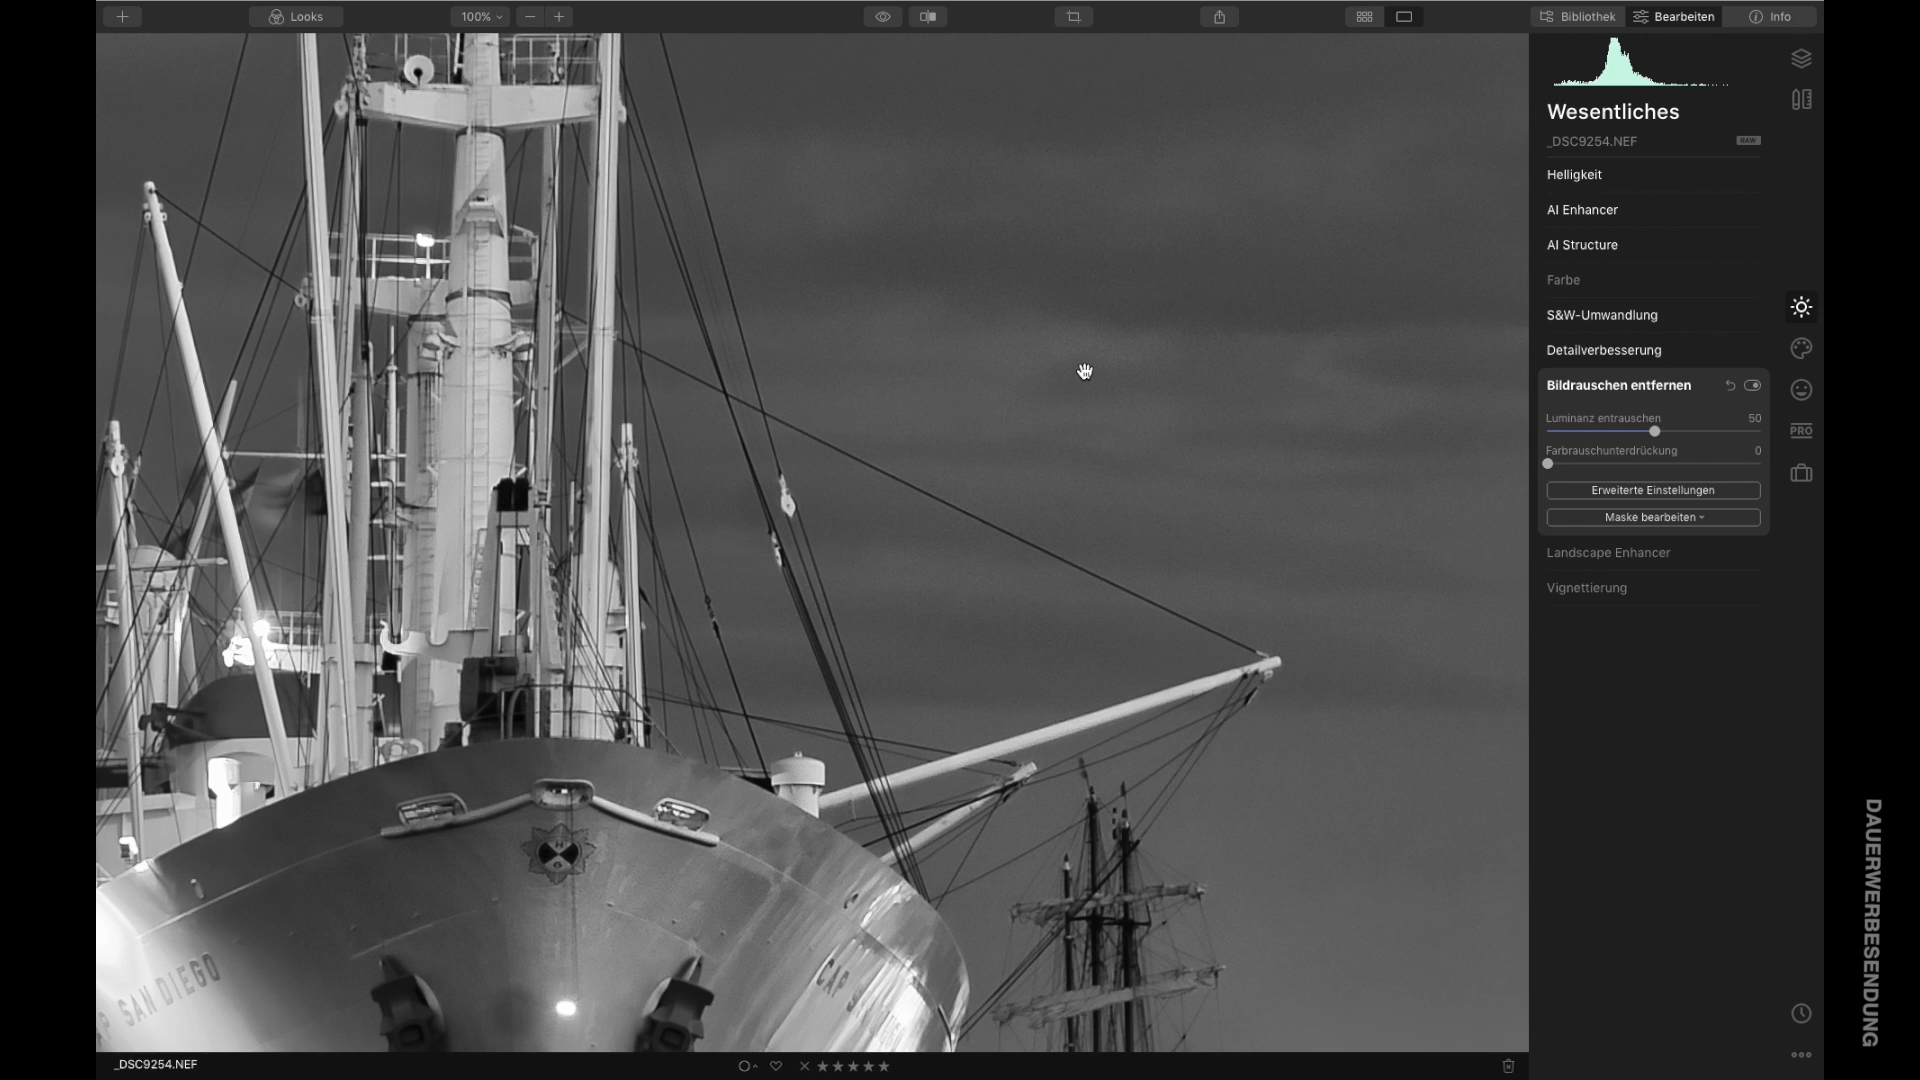 Looks
100%
Bibliothek
Bearbeiten
Info
Wesentliches
_DSC9254.NEF
RAW
Helligkeit
AI Enhancer
AI Structure
Farbe
S&W-Umwandlung
Detailverbesserung
Bildrauschen entfernen
Luminanz entrauschen 50
Farbrauschunterdrückung 0
Erweiterte Einstellungen
Maske bearbeiten
Landscape Enhancer
Vignettierung
PRO
SAN DIEGO
CAP S
_DSC9254.NEF
DAUERWERBESENDUNG